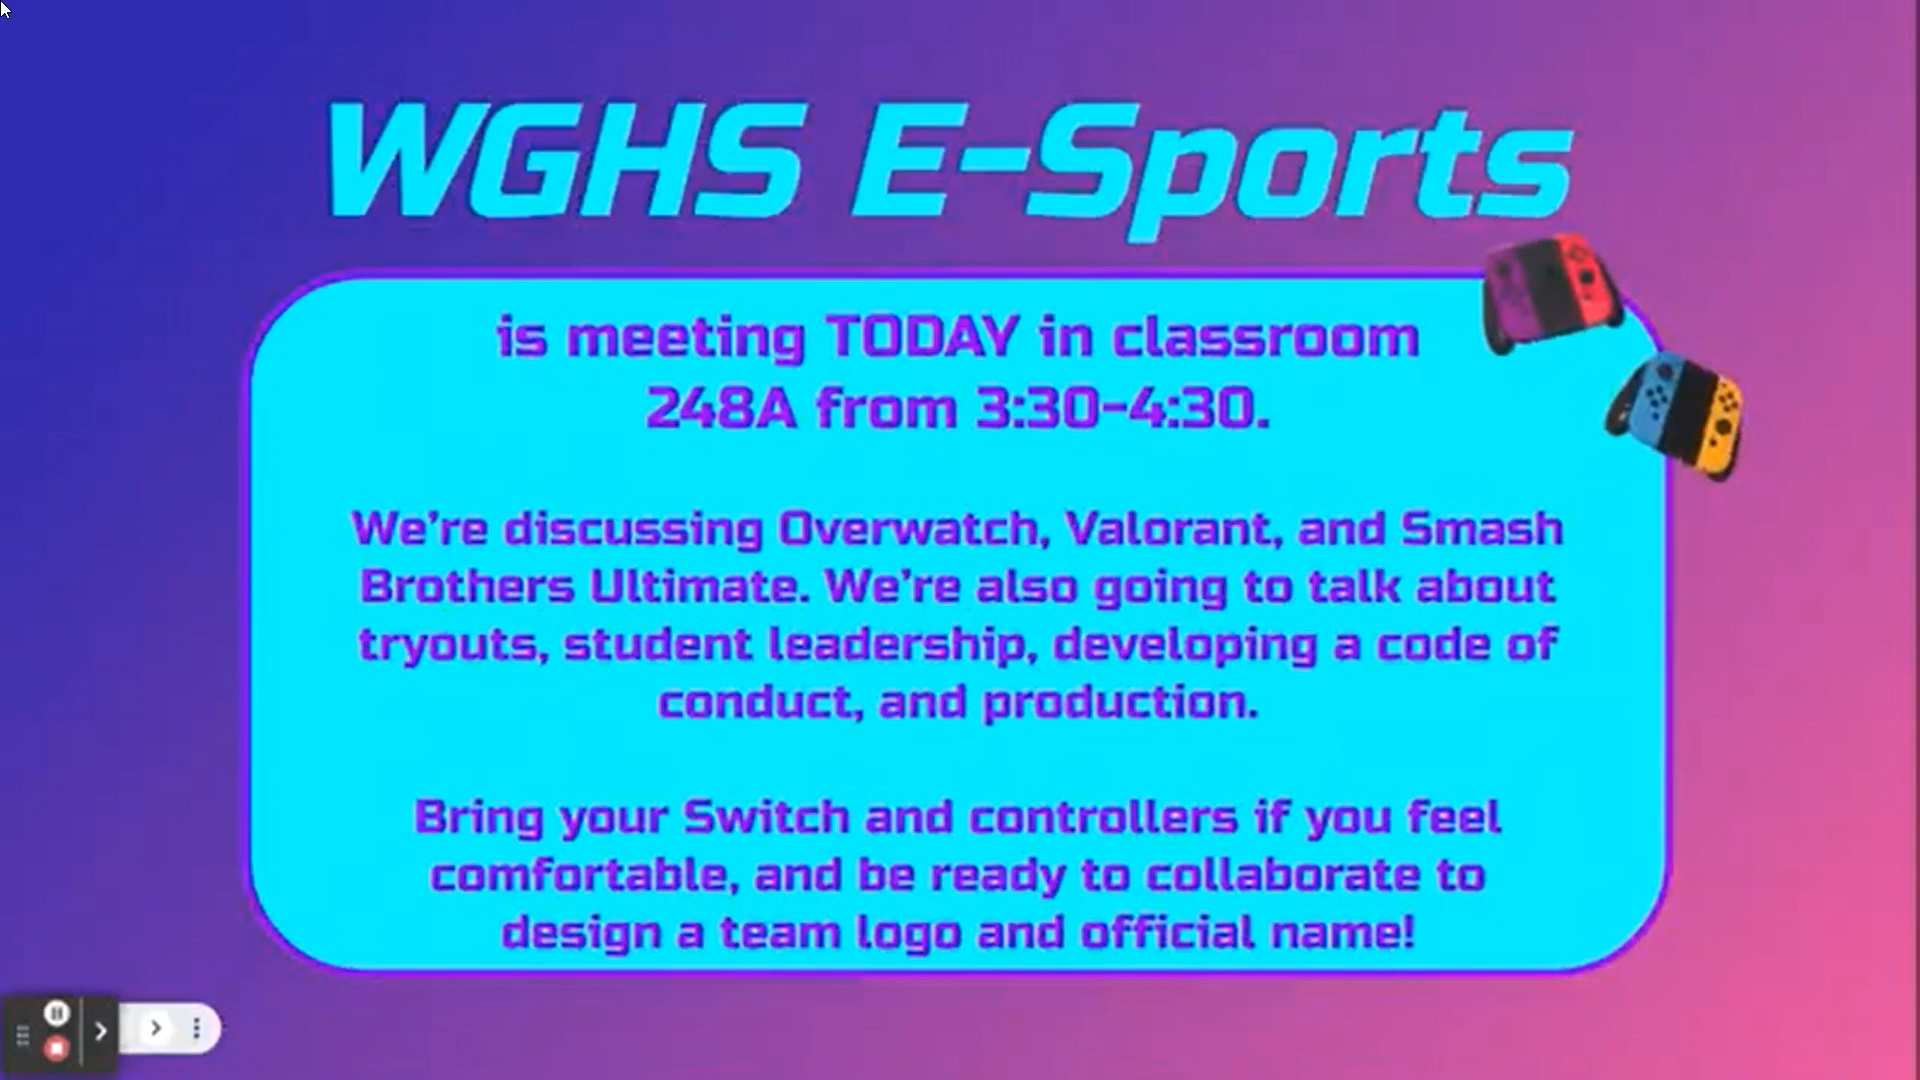 WGHS E-Sports
is meeting TODAY in classroom
248A from 3:30-4:30.
We're discussing Overwatch, Valorant, and Smash
Brothers Ultimate. We're also going to talk about
tryouts, student leadership, developing a code of
conduct, and production.
Bring your Switch and controllers if you feel
comfortable, and be ready to collaborate to
design a team logo and official name!